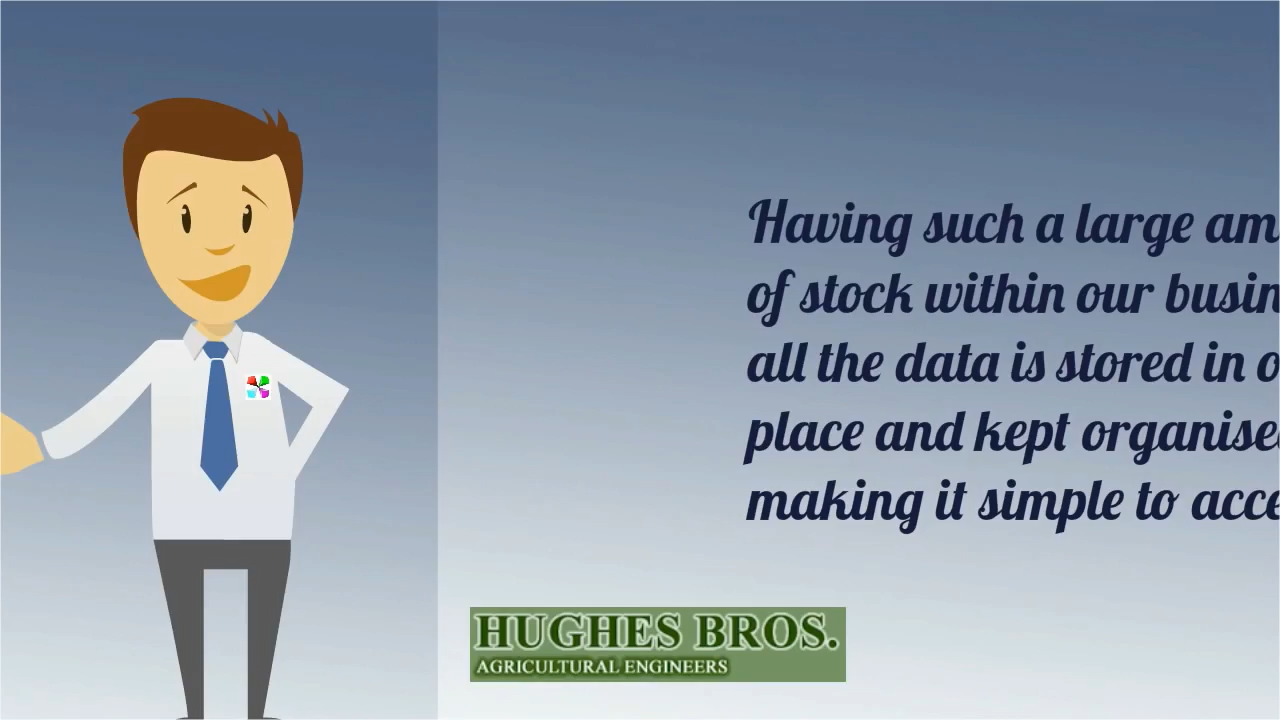 Having such a large am
of stock within our busin
all the data is stored in o
place and kept organise
making it simple to acce
HUGHES BROS.
AGRICULTURAL ENGINEERS